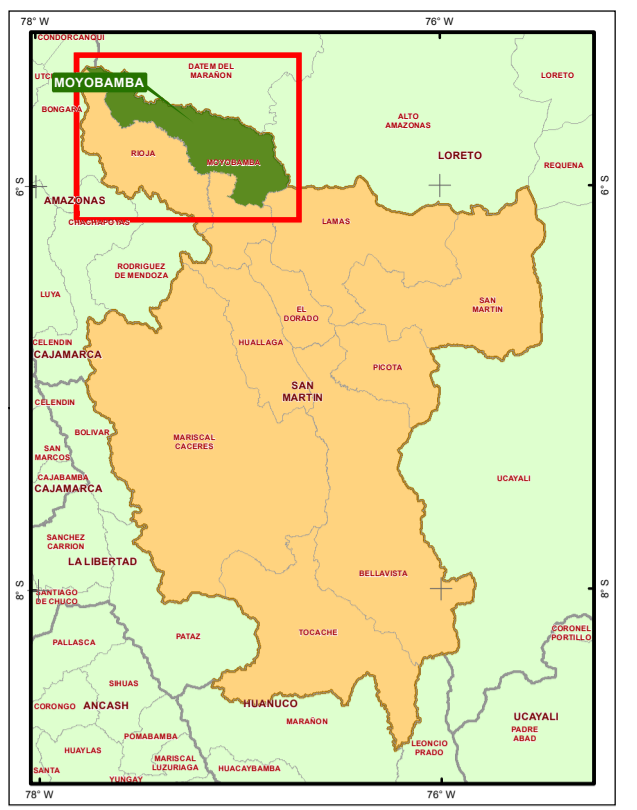 78° W
76° W
CONDORCANQUI
DATEM DEL
MARAÑON
MOYOBAMBA
LORETO
BONGARA
ALTO
AMAZONAS
RIOJA
MOYOBAMBA
LORETO
REQUENA
6° S
6° S
AMAZONAS
CHACHAPOYAS
LAMAS
RODRIGUEZ
DE MENDOZA
LUYA
SAN
MARTIN
EL
DORADO
CELENDIN
HUALLAGA
CAJAMARCA
PICOTA
SAN
MARTIN
CELENDIN
BOLIVAR
MARISCAL
CACERES
SAN
MARCOS
CAJABAMBA
UCAYALI
CAJAMARCA
SANCHEZ
CARRION
LA LIBERTAD
BELLAVISTA
8° S
8° S
SANTIAGO
DE CHUCO
PALLASCA
PATAZ
TOCACHE
CORONEL
PORTILLO
SIHUAS
CORONGO
ANCASH
HUANUCO
MARAÑON
UCAYALI
PADRE
ABAD
POMABAMBA
HUAYLAS
MARISCAL
LUZURIAGA
HUACAYBAMBA
LEONCIO
PRADO
SANTA
YUNGAY
78° W
76° W